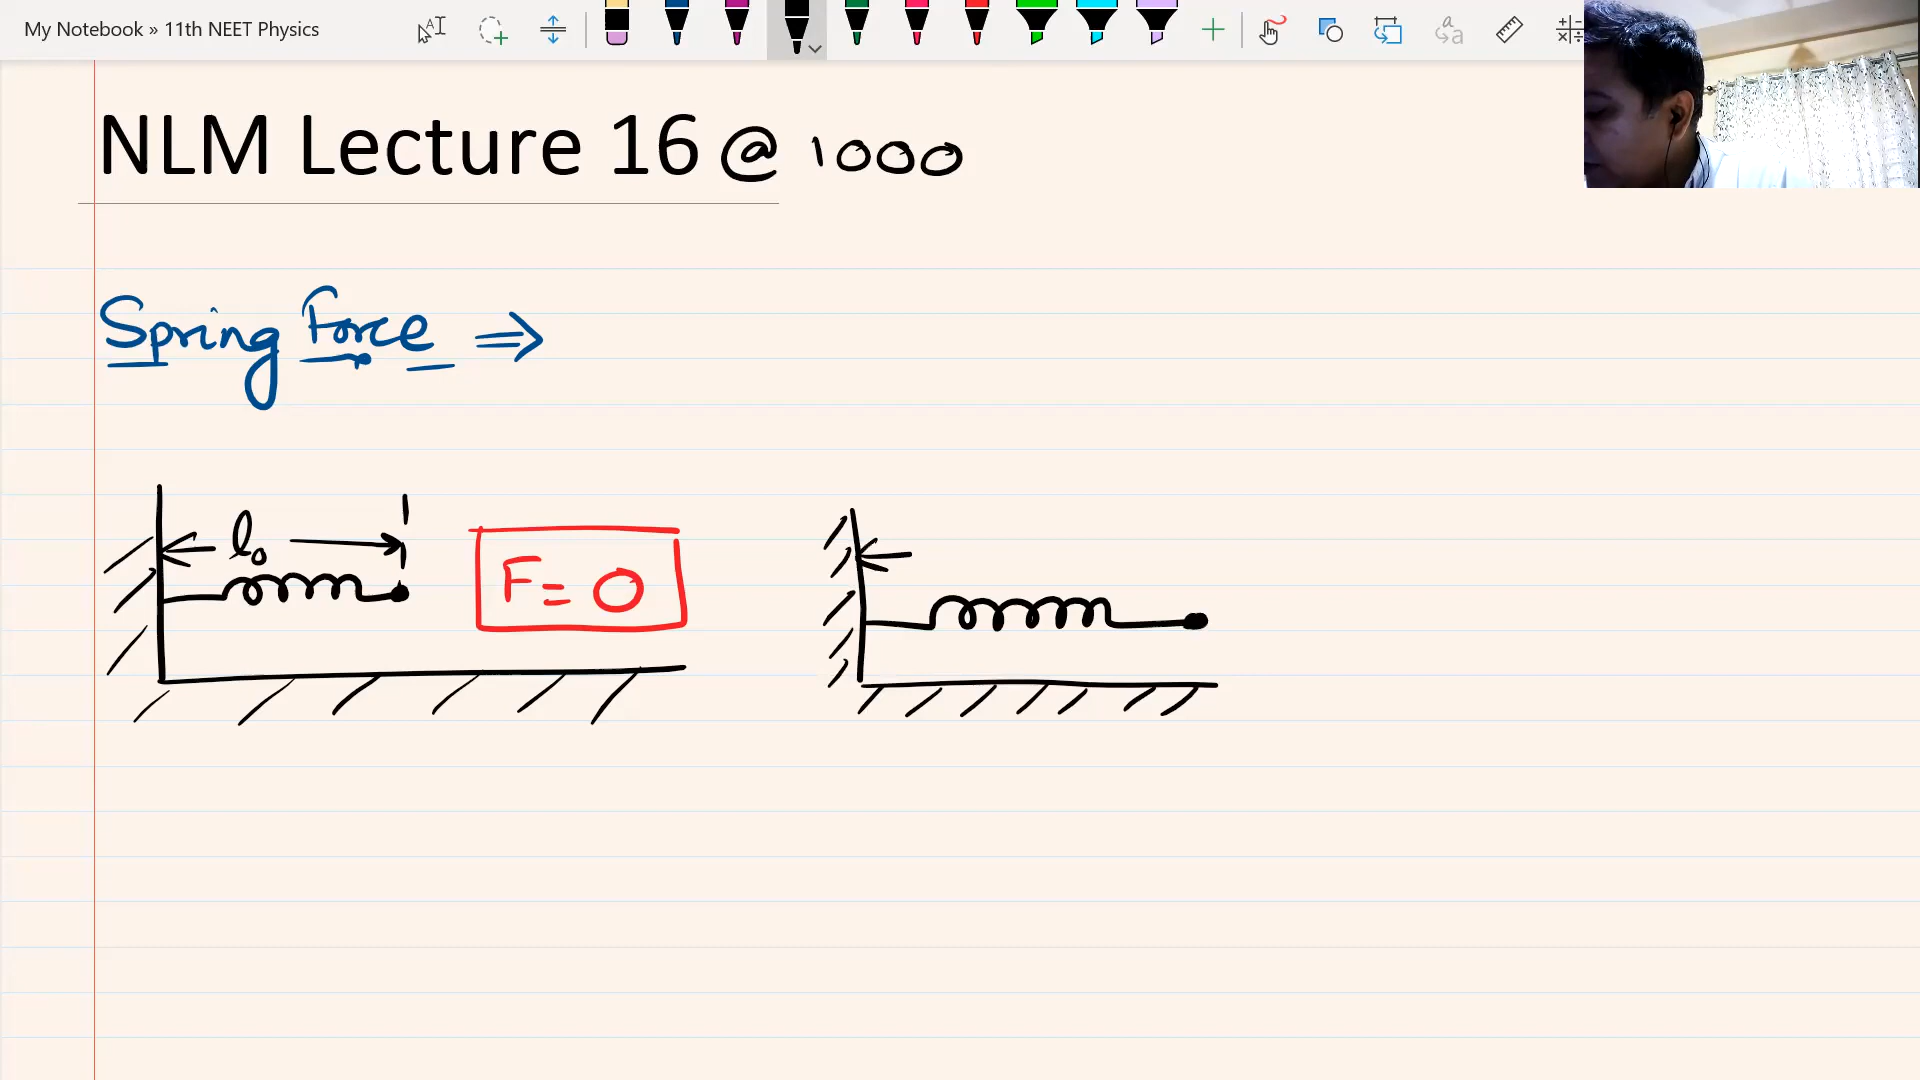 My Notebook » 11th NEET Physics
NLM Lecture 16 @ 1000
Spring Force ⇒
l₀
F = 0